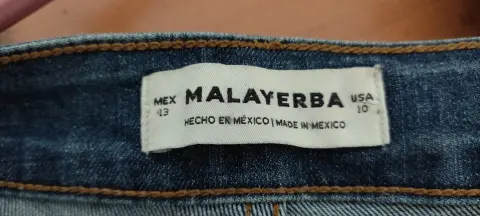 MEX MALAYERBA USA
13 10
HECHO EN MÉXICO | MADE IN MEXICO